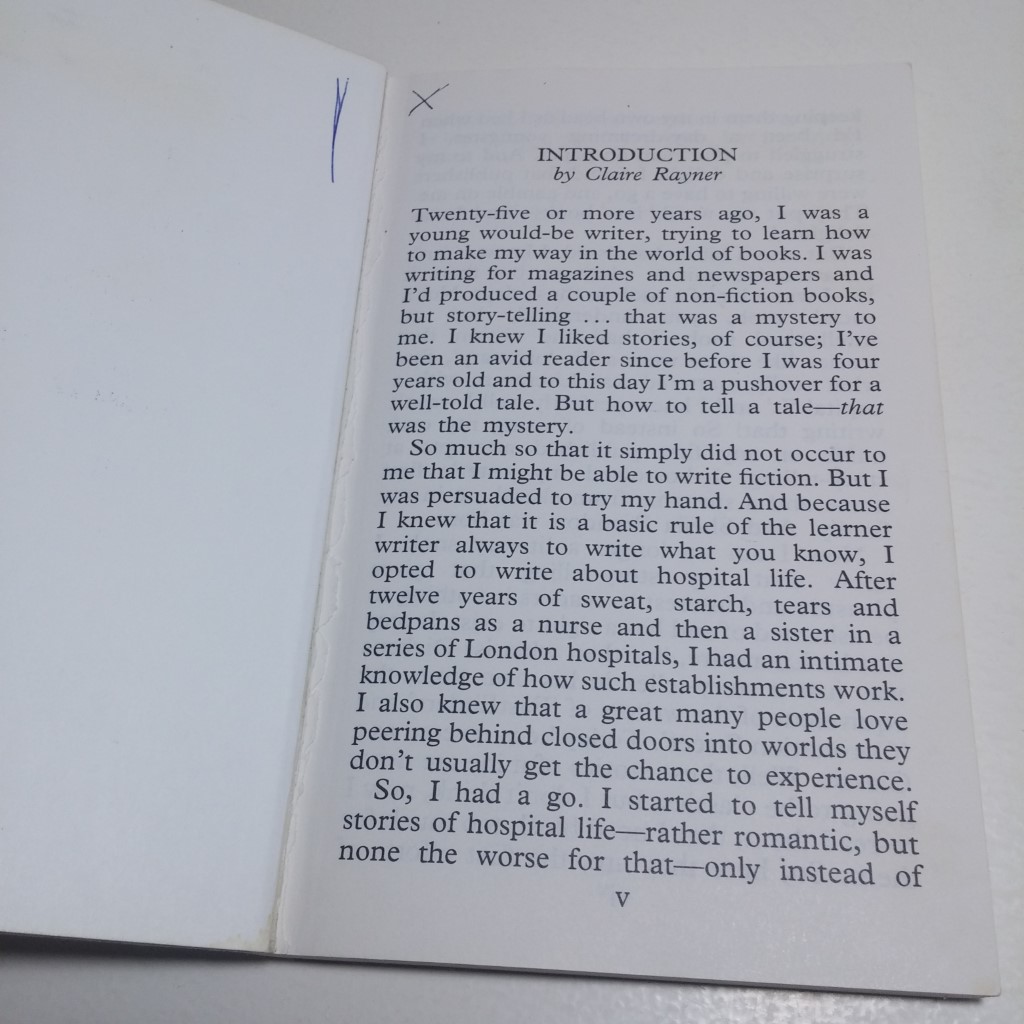 INTRODUCTION
by Claire Rayner
Twenty-five or more years ago, I was a
young would-be writer, trying to learn how
to make my way in the world of books. I was
writing for magazines and newspapers and
I'd produced a couple of non-fiction books,
but story-telling ... that was a mystery to
me. I knew I liked stories, of course; I've
been an avid reader since before I was four
years old and to this day I'm a pushover for a
well-told tale. But how to tell a tale—that
was the mystery.
So much so that it simply did not occur to
me that I might be able to write fiction. But I
was persuaded to try my hand. And because
I knew that it is a basic rule of the learner
writer always to write what you know, I
opted to write about hospital life. After
twelve years of sweat, starch, tears and
bedpans as a nurse and then a sister in a
series of London hospitals, I had an intimate
knowledge of how such establishments work.
I also knew that a great many people love
peering behind closed doors into worlds they
don't usually get the chance to experience.
So, I had a go. I started to tell myself
stories of hospital life—rather romantic, but
none the worse for that—only instead of
v